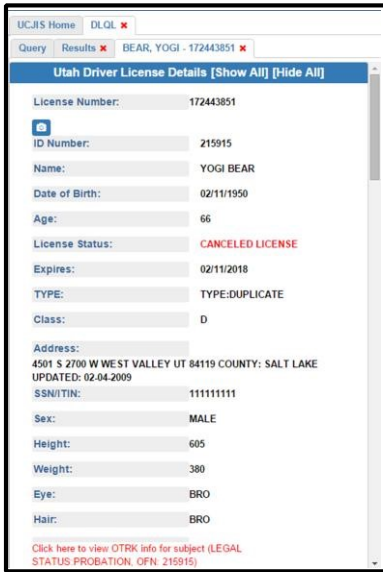 UCJIS Home DLQL ✖
Query Results ✖ BEAR, YOGI - 172443851 ✖
Utah Driver License Details [Show All] [Hide All]
License Number: 172443851
ID Number: 215915
Name: YOGI BEAR
Date of Birth: 02/11/1950
Age: 66
License Status: CANCELED LICENSE
Expires: 02/11/2018
TYPE: TYPE:DUPLICATE
Class: D
Address:
4501 S 2700 W WEST VALLEY UT 84119 COUNTY: SALT LAKE
UPDATED: 02-04-2009
SSN/ITIN: 111111111
Sex: MALE
Height: 605
Weight: 380
Eye: BRO
Hair: BRO
Click here to view OTRK info for subject (LEGAL
STATUS PROBATION, OFN: 215915)